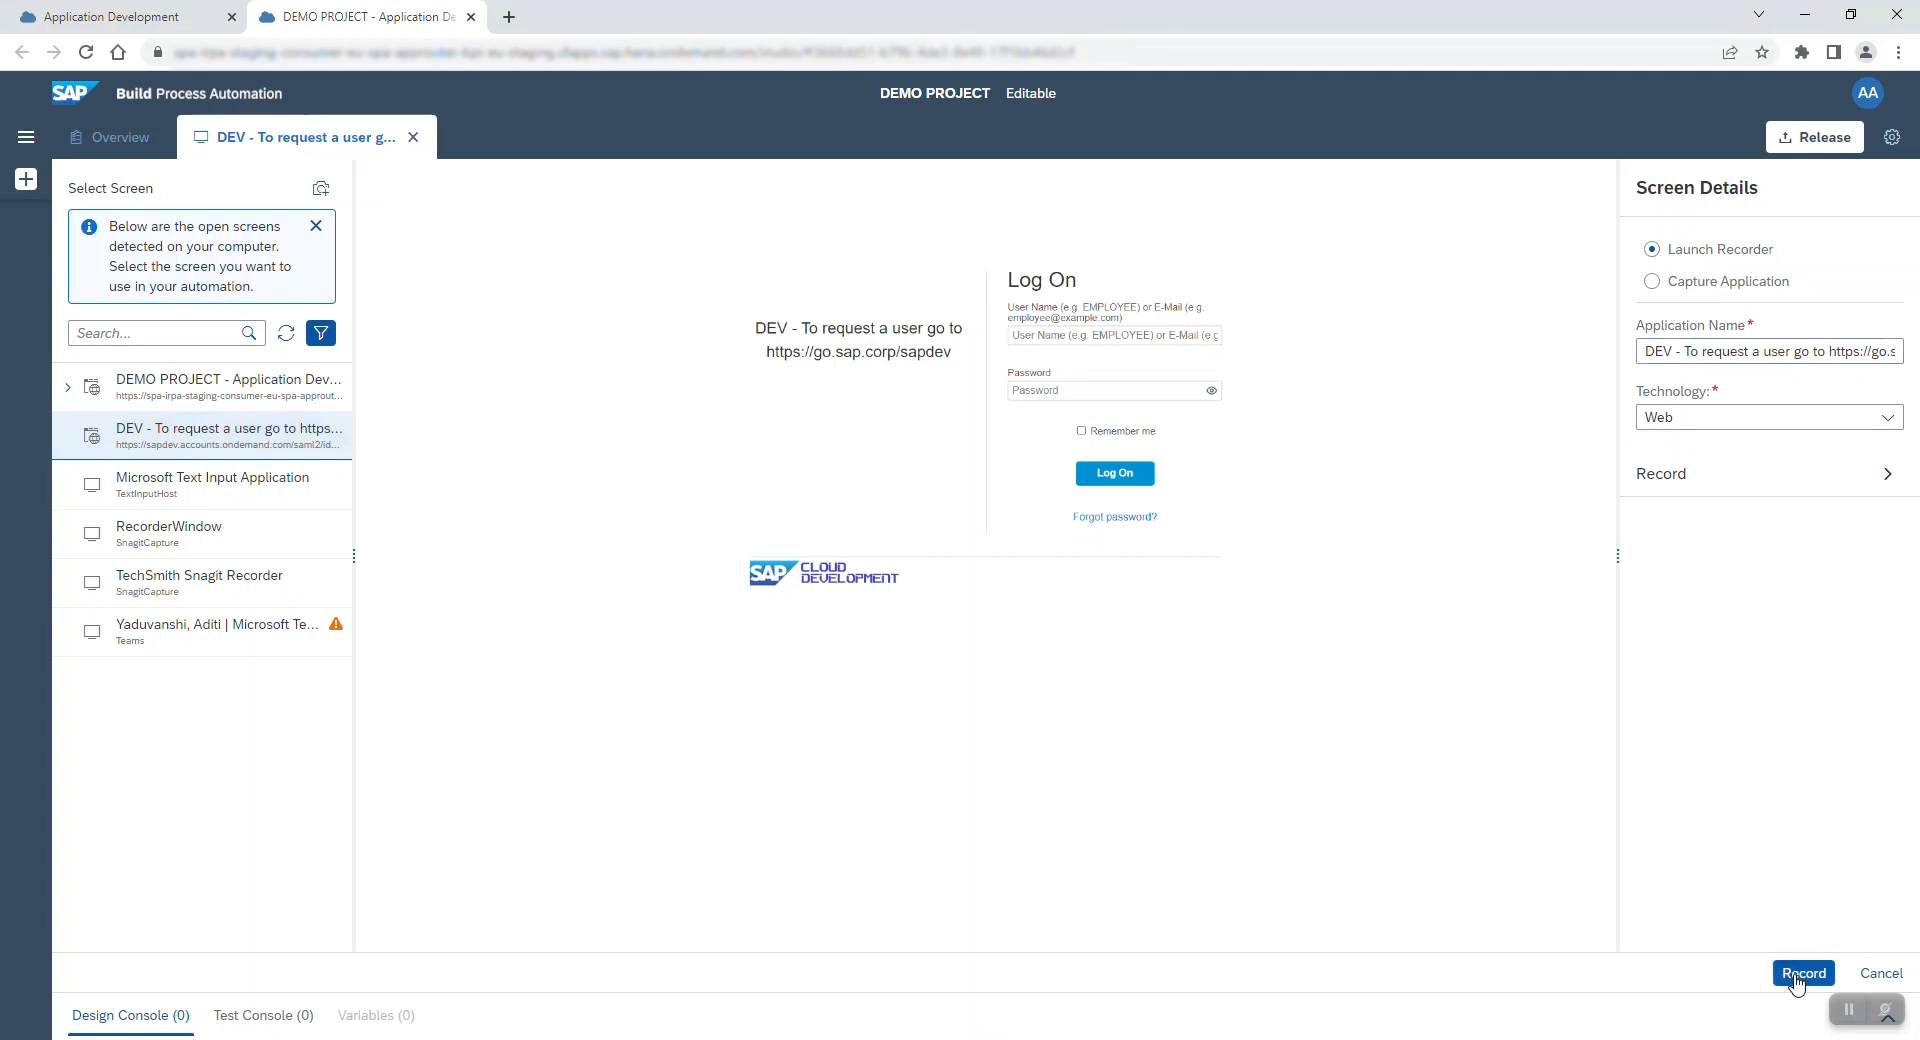 Application Development
DEMO PROJECT - Application De
SAP Build Process Automation
DEMO PROJECT Editable
AA
Overview
DEV - To request a user g...
Release
Select Screen
Below are the open screens
detected on your computer.
Select the screen you want to
use in your automation.
Search...
DEMO PROJECT - Application Dev...
https://spa-irpa-staging-consumer-eu-spa-approut...
DEV - To request a user go to https...
https://sapdev.accounts.ondemand.com/saml2/id...
Microsoft Text Input Application
TextInputHost
RecorderWindow
SnagitCapture
TechSmith Snagit Recorder
SnagitCapture
Yaduvanshi, Aditi | Microsoft Te...
Teams
DEV - To request a user go to
https://go.sap.corp/sapdev
Log On
User Name (e.g. EMPLOYEE) or E-Mail (e.g.
employee@example.com)
User Name (e.g. EMPLOYEE) or E-Mail (e.g
Password
Password
Remember me
Log On
Forgot password?
SAP CLOUD
DEVELOPMENT
Screen Details
Launch Recorder
Capture Application
Application Name*
DEV - To request a user go to https://go.s
Technology:*
Web
Record
Record
Cancel
Design Console (0)
Test Console (0)
Variables (0)